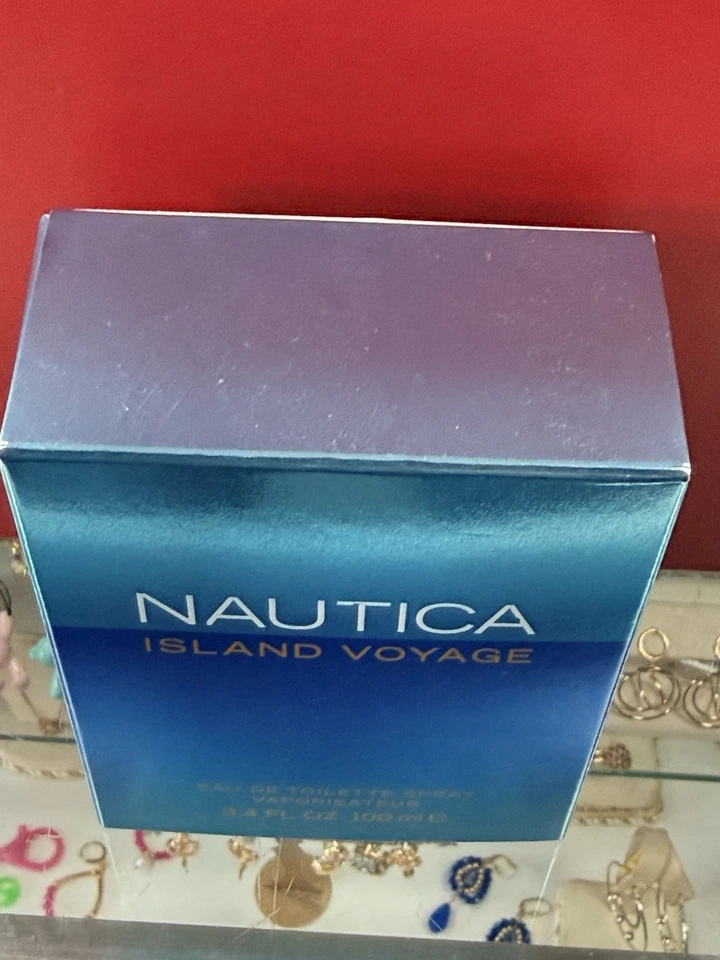 NAUTICA
ISLAND VOYAGE
EAU DE TOILETTE SPRAY
VAPORISATEUR
3.4 FL OZ 100 ml ℮